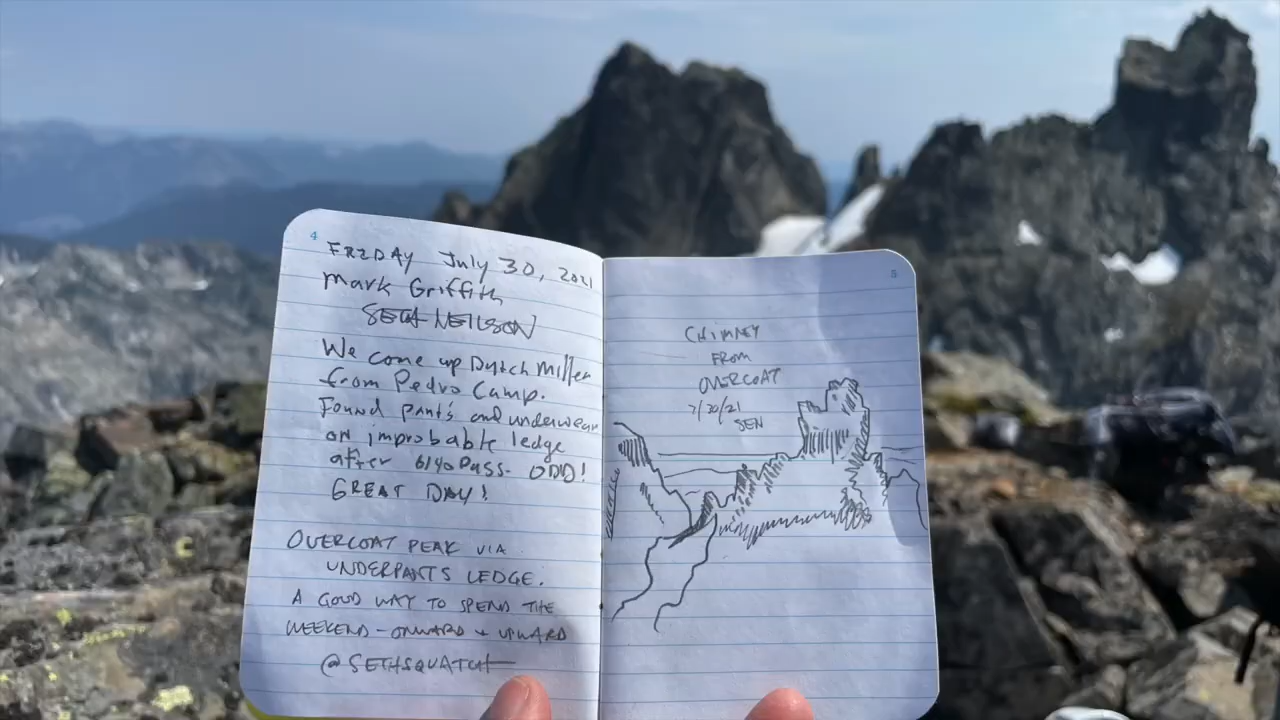 4
FRIDAY July 30, 2021
Mark Griffith
SETH NEILSON
We come up Dutch Miller
from Pedro Camp.
Found pants and underwear
on improbable ledge
after 6140 Pass - ODD!
GREAT DAY!
OVERCOAT PEAK VIA
UNDERPANTS LEDGE.
A GOOD WAY TO SPEND THE
WEEKEND - ONWARD + UPWARD
@SETHSQUATCH
5
CHIMNEY
FROM
OVERCOAT
7/30/21
SEN